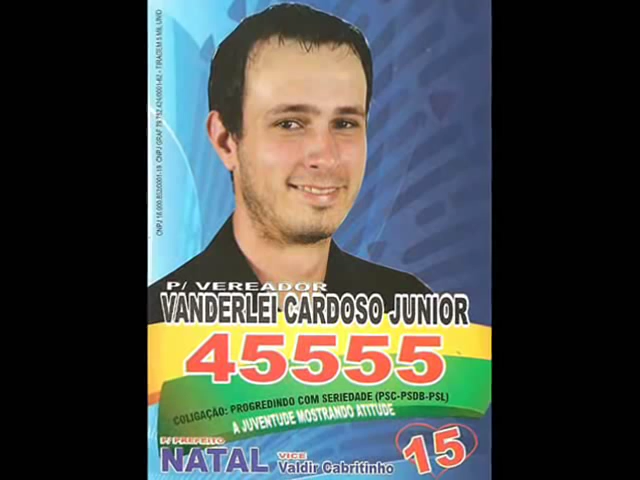 P/ VEREADOR
VANDERLEI CARDOSO JUNIOR
45555
COLIGAÇÃO: PROGREDINDO COM SERIEDADE (PSC-PSDB-PSL)
A JUVENTUDE MOSTRANDO ATITUDE
P/ PREFEITO
NATAL
VICE
Valdir Cabritinho
15